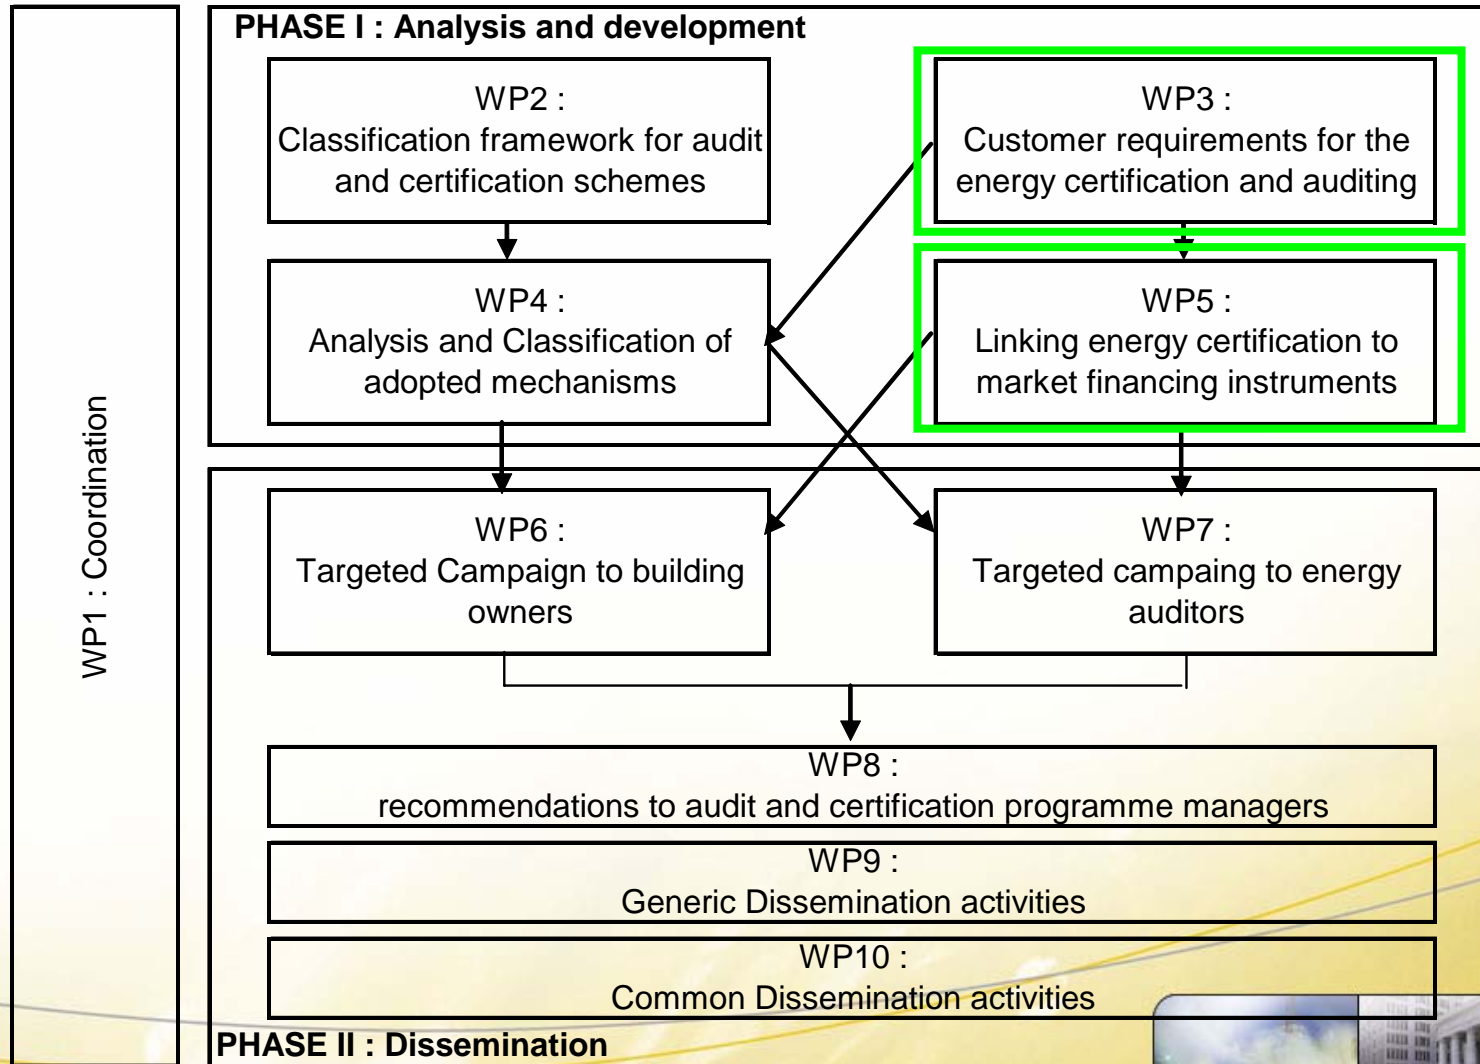 PHASE I : Analysis and development
WP2 :
Classification framework for audit
and certification schemes
WP3 :
Customer requirements for the
energy certification and auditing
WP4 :
Analysis and Classification of
adopted mechanisms
WP5 :
Linking energy certification to
market financing instruments
WP1 : Coordination
WP6 :
Targeted Campaign to building
owners
WP7 :
Targeted campaing to energy
auditors
WP8 :
recommendations to audit and certification programme managers
WP9 :
Generic Dissemination activities
WP10 :
Common Dissemination activities
PHASE II : Dissemination